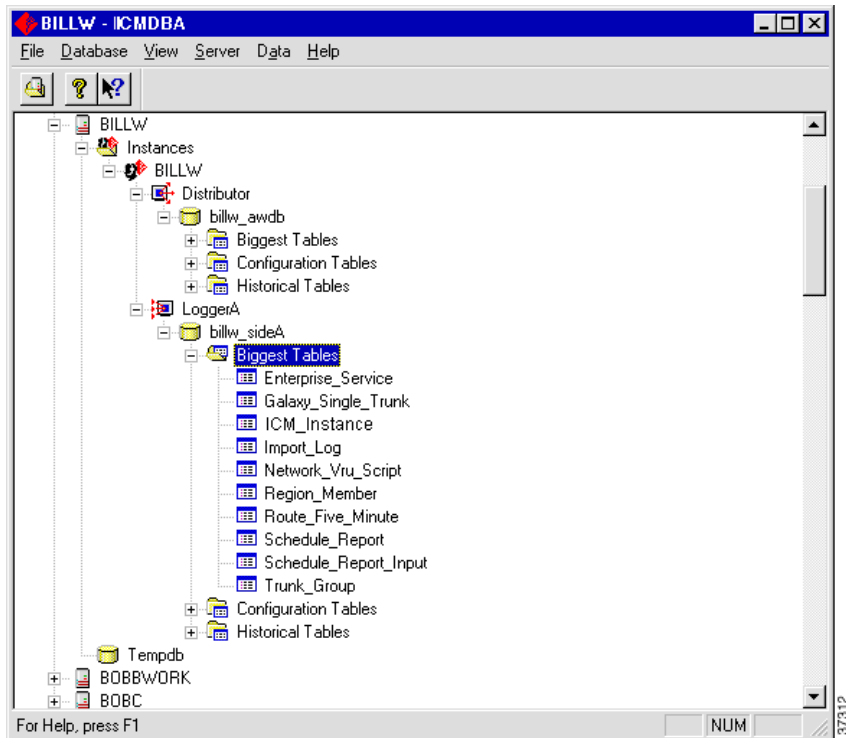 BILLW - IICMDBA
File Database View Server Data Help
BILLW
Instances
BILLW
Distributor
billw_awdb
Biggest Tables
Configuration Tables
Historical Tables
LoggerA
billw_sideA
Biggest Tables
Enterprise_Service
Galaxy_Single_Trunk
ICM_Instance
Import_Log
Network_Vru_Script
Region_Member
Route_Five_Minute
Schedule_Report
Schedule_Report_Input
Trunk_Group
Configuration Tables
Historical Tables
Tempdb
BOBBWORK
BOBC
For Help, press F1
NUM
37312